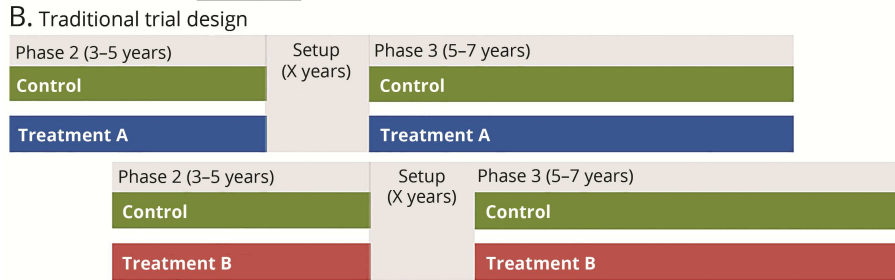 B. Traditional trial design
Phase 2 (3–5 years)
Setup
(X years)
Phase 3 (5–7 years)
Control
Control
Treatment A
Treatment A
Phase 2 (3–5 years)
Setup
(X years)
Phase 3 (5–7 years)
Control
Control
Treatment B
Treatment B